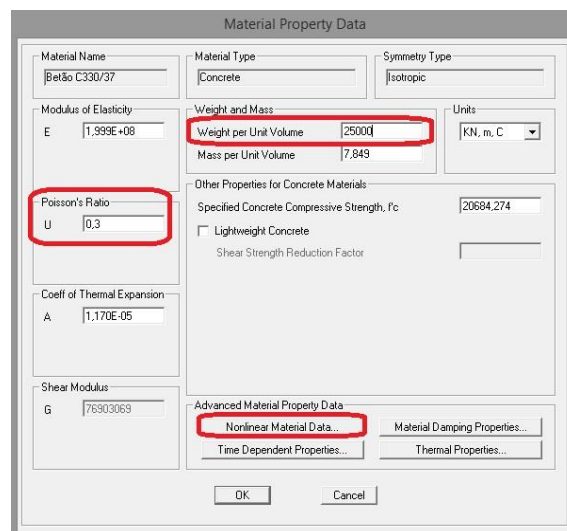 Material Property Data
Material Name
Betão C330/37
Material Type
Concrete
Symmetry Type
Isotropic
Modulus of Elasticity
E 1,999E+08
Weight and Mass
Weight per Unit Volume 25000
Mass per Unit Volume 7,849
Units
KN, m, C
Poisson's Ratio
U 0,3
Other Properties for Concrete Materials
Specified Concrete Compressive Strength, f'c 20684,274
Lightweight Concrete
Shear Strength Reduction Factor
Coeff of Thermal Expansion
A 1,170E-05
Shear Modulus
G 76903069
Advanced Material Property Data
Nonlinear Material Data... Material Damping Properties...
Time Dependent Properties... Thermal Properties...
OK Cancel